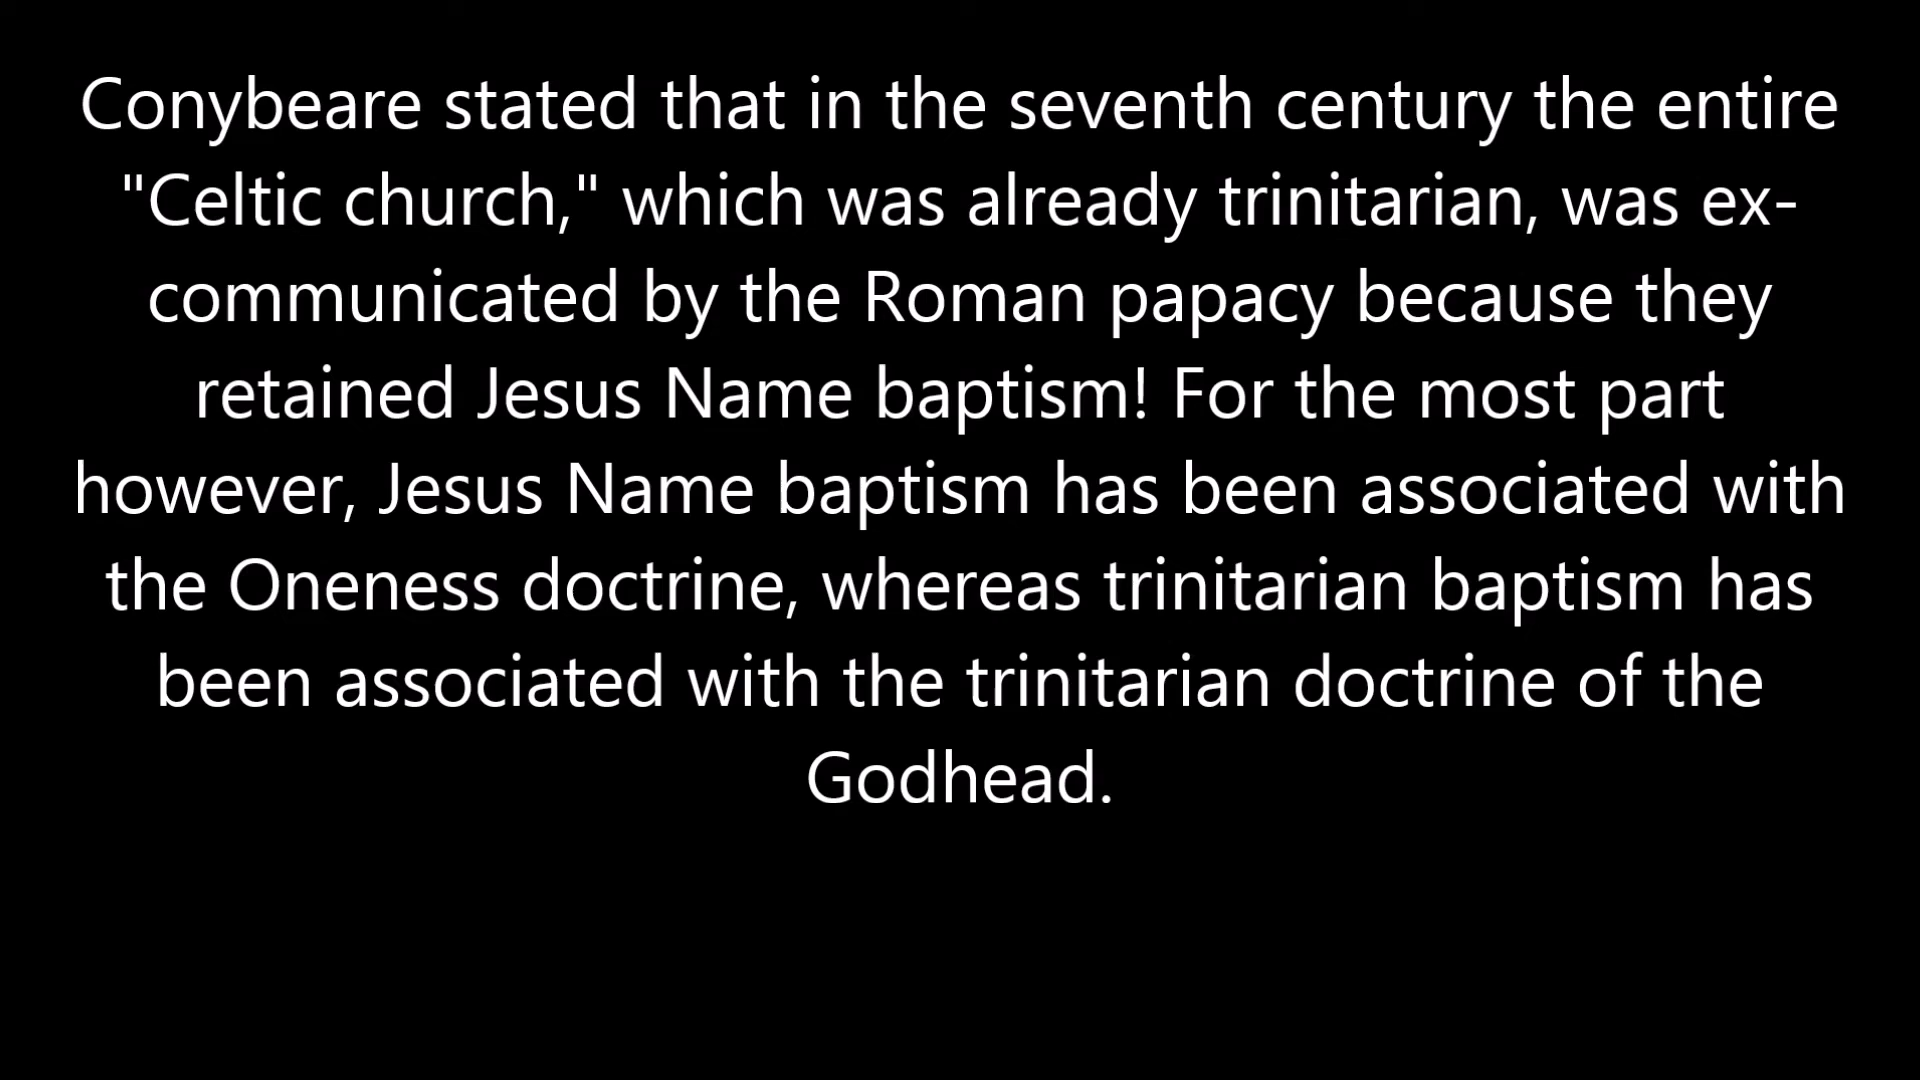 Conybeare stated that in the seventh century the entire
"Celtic church," which was already trinitarian, was ex-
communicated by the Roman papacy because they
retained Jesus Name baptism! For the most part
however, Jesus Name baptism has been associated with
the Oneness doctrine, whereas trinitarian baptism has
been associated with the trinitarian doctrine of the
Godhead.